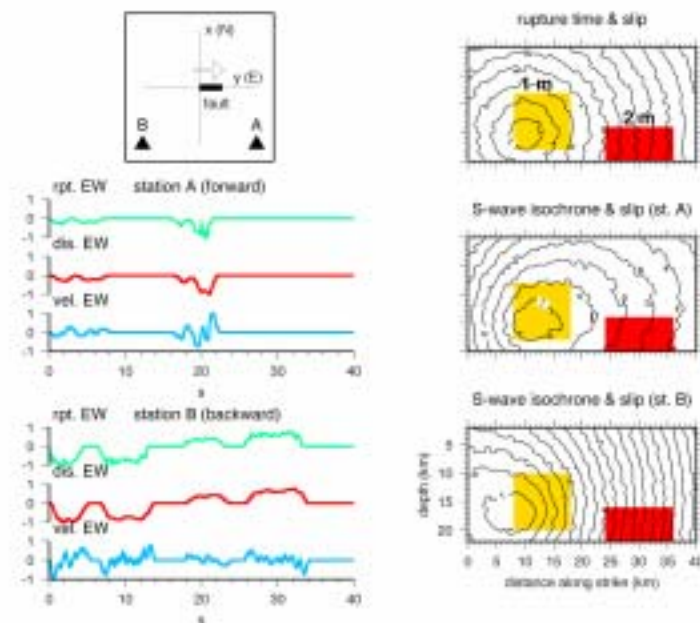 x (N)
y (E)
fault
B
A
rpt. EW station A (forward)
1
0
-1
dis. EW
1
0
-1
vel. EW
1
0
-1
0 10 20 30 40
s
rpt. EW station B (backward)
1
0
-1
dis. EW
1
0
-1
vel. EW
1
0
-1
0 10 20 30 40
s
rupture time & slip
1 m
2 m
S-wave isochrone & slip (st. A)
S-wave isochrone & slip (st. B)
depth (km)
5
10
15
20
0 5 10 15 20 25 30 35 40
distance along strike (km)